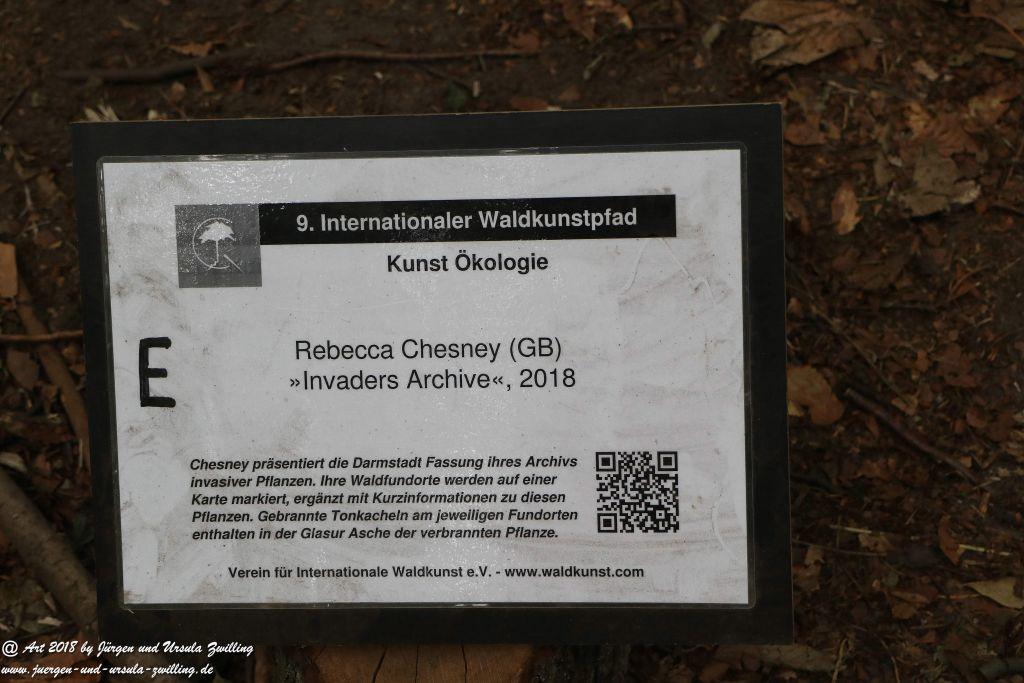 9. Internationaler Waldkunstpfad
Kunst Ökologie
E
Rebecca Chesney (GB)
»Invaders Archive«, 2018
Chesney präsentiert die Darmstadt Fassung ihres Archivs
invasiver Pflanzen. Ihre Waldfundorte werden auf einer
Karte markiert, ergänzt mit Kurzinformationen zu diesen
Pflanzen. Gebrannte Tonkacheln am jeweiligen Fundorten
enthalten in der Glasur Asche der verbrannten Pflanze.
Verein für Internationale Waldkunst e.V. - www.waldkunst.com
@ Art 2018 by Jürgen und Ursula Zwilling
www.juergen-und-ursula-zwilling.de